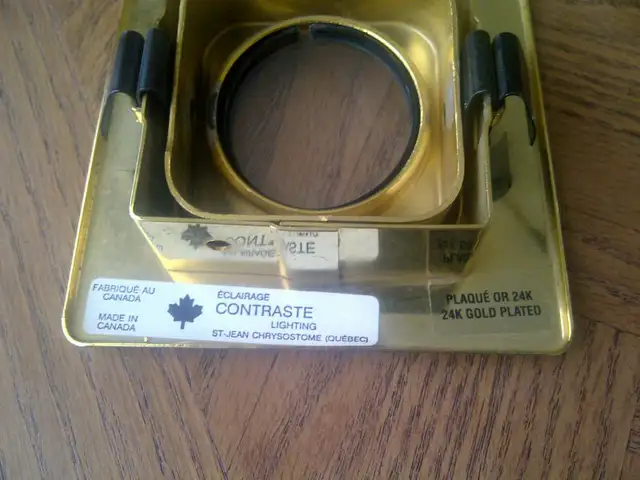 FABRIQUÉ AU
CANADA
MADE IN
CANADA
ÉCLAIRAGE
CONTRASTE
LIGHTING
ST-JEAN CHRYSOSTOME (QUÉBEC)
PLAQUÉ OR 24K
24K GOLD PLATED